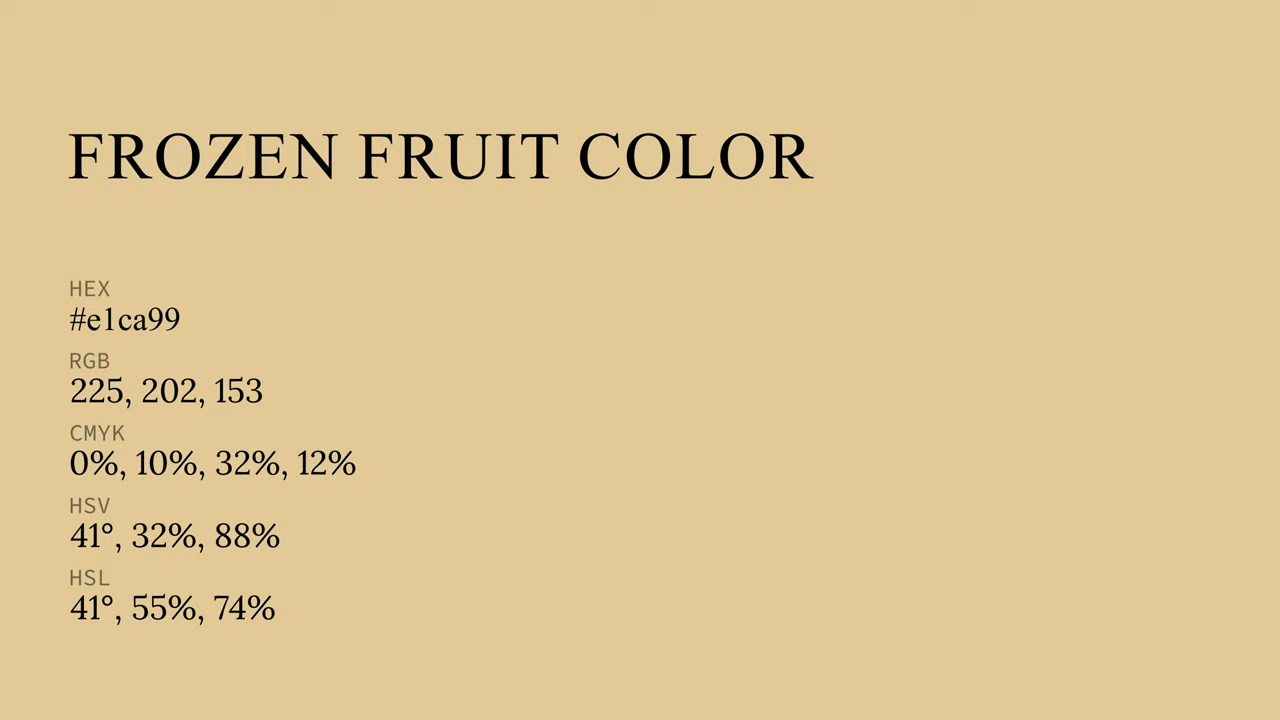 FROZEN FRUIT COLOR
HEX
#e1ca99
RGB
225, 202, 153
CMYK
0%, 10%, 32%, 12%
HSV
41°, 32%, 88%
HSL
41°, 55%, 74%